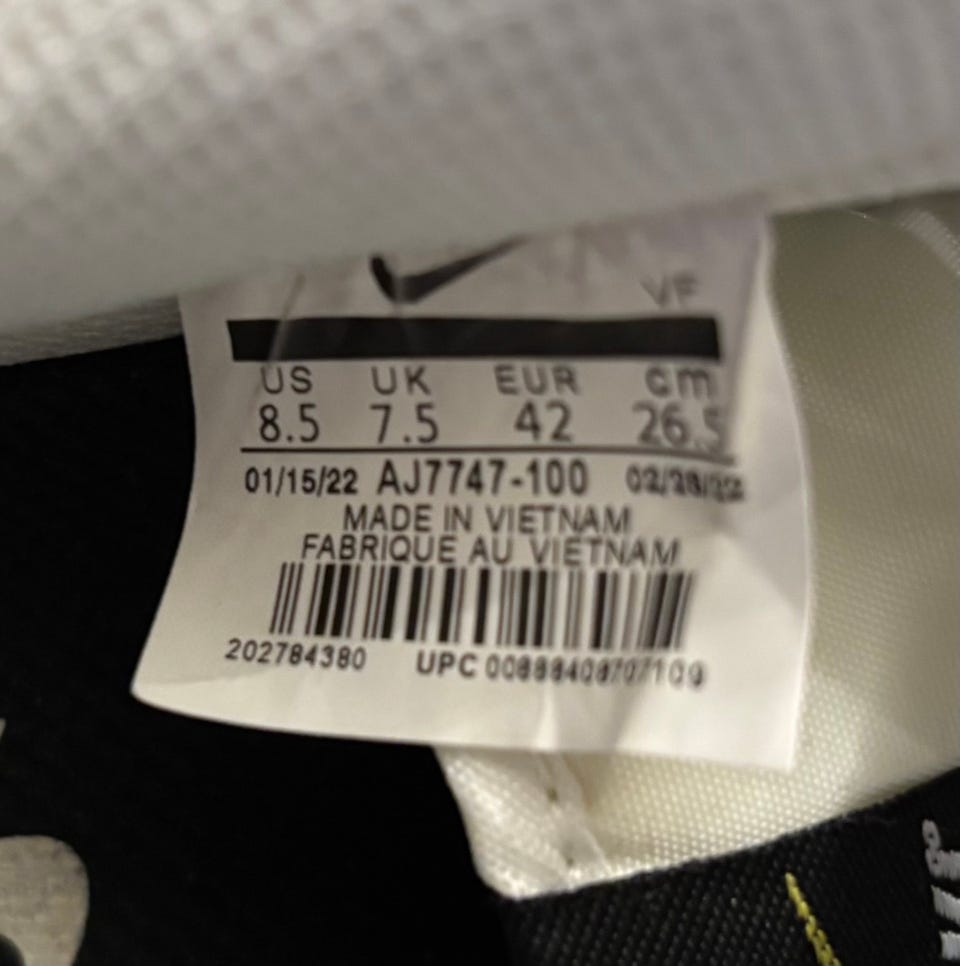 VF
US UK EUR cm
8.5 7.5 42 26.5
01/15/22 AJ7747-100
MADE IN VIETNAM
FABRIQUE AU VIETNAM
202784380 UPC